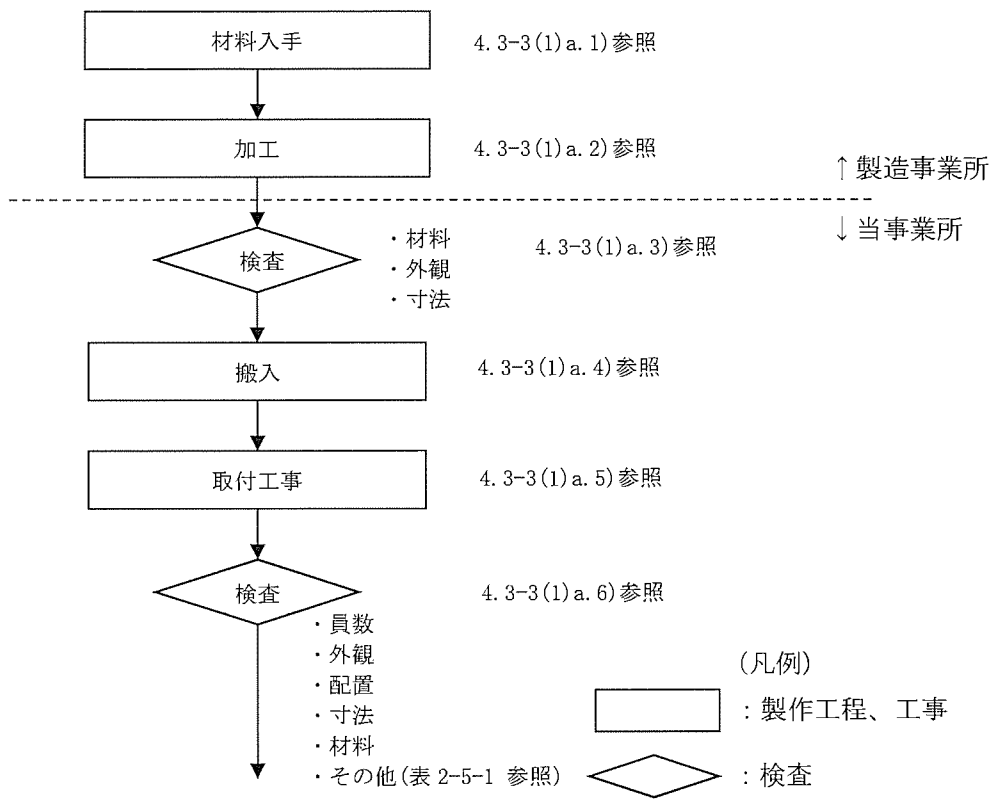 材料入手
4.3-3(1)a.1)参照
加工
4.3-3(1)a.2)参照
↑製造事業所
↓当事業所
検査
・材料
・外観
・寸法
4.3-3(1)a.3)参照
搬入
4.3-3(1)a.4)参照
取付工事
4.3-3(1)a.5)参照
検査
4.3-3(1)a.6)参照
・員数
・外観
・配置
・寸法
・材料
・その他(表 2-5-1 参照)
(凡例)
：製作工程、工事
：検査